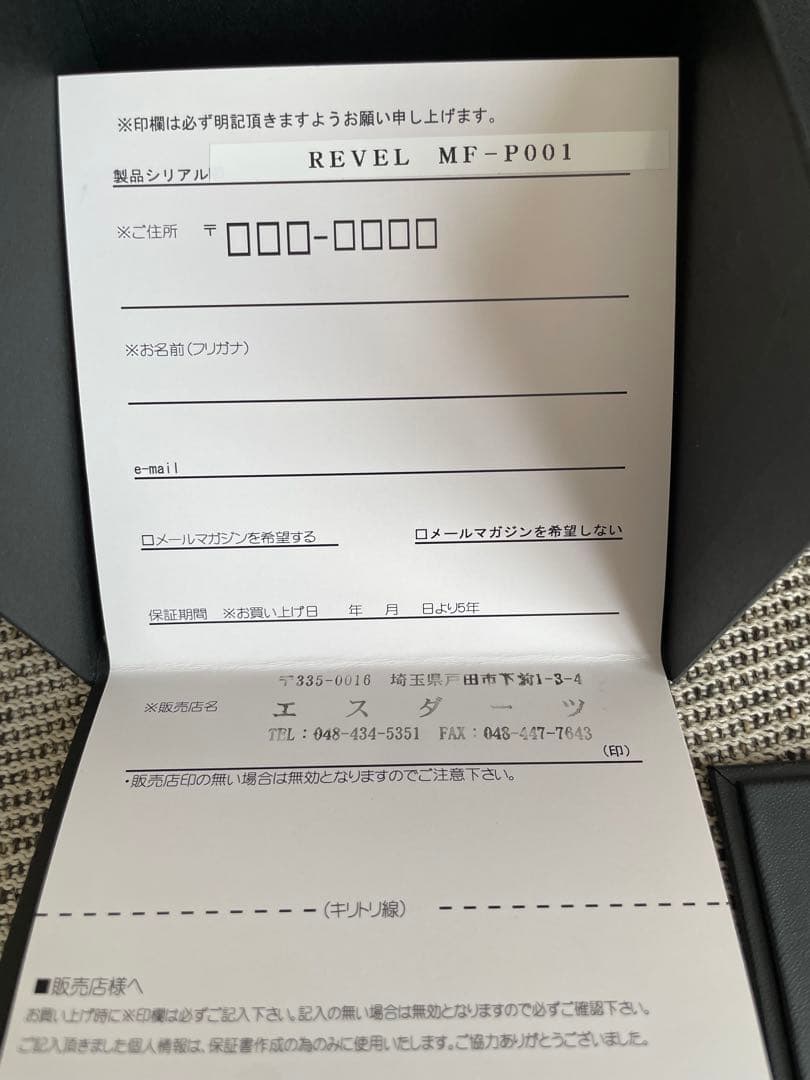 ※印欄は必ず明記頂きますようお願い申し上げます。
製品シリアル REVEL MF-P001
※ご住所 〒□□□-□□□□
※お名前(フリガナ)
e-mail
□メールマガジンを希望する □メールマガジンを希望しない
保証期間 ※お買い上げ日 年 月 日より5年
〒335-0016 埼玉県戸田市下前1-3-4
※販売店名 エスダーツ
TEL:048-434-5351 FAX:048-447-7643
(印)
・販売店印の無い場合は無効となりますのでご注意下さい。
(キリトリ線)
■販売店様へ
お買い上げ時に※印欄は必ずご記入下さい。記入の無い場合は無効となりますので必ずご確認下さい。
ご記入頂きました個人情報は、保証書作成の為のみに使用いたします。ご協力ありがとうございました。